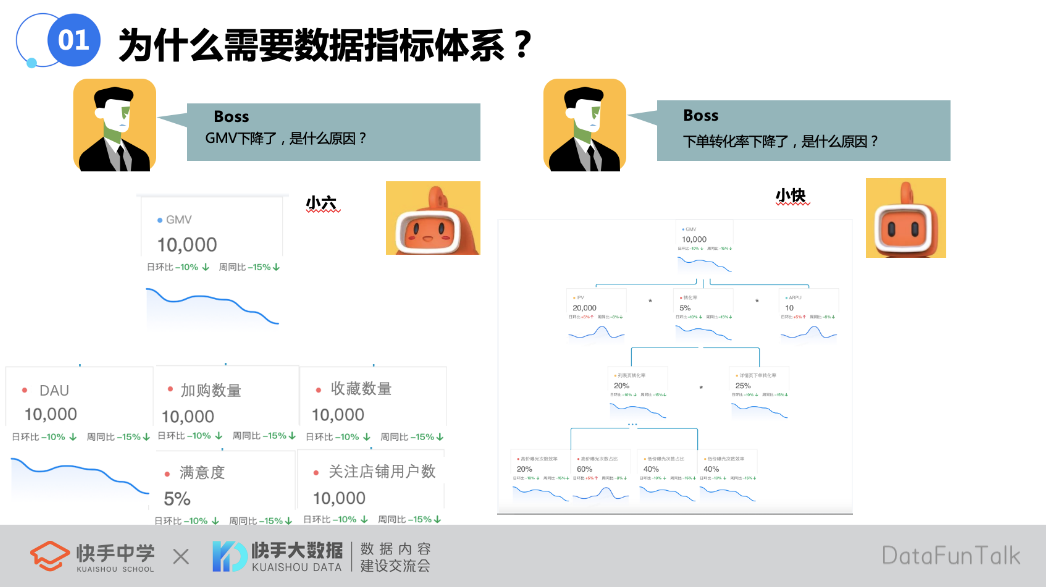 01
为什么需要数据指标体系？
Boss
GMV下降了，是什么原因？
Boss
下单转化率下降了，是什么原因？
小六
小快
GMV
10,000
日环比 -10% ↓ 周同比 -15% ↓
DAU
10,000
日环比 -10% ↓ 周同比 -15% ↓
加购数量
10,000
日环比 -10% ↓ 周同比 -15% ↓
收藏数量
10,000
日环比 -10% ↓ 周同比 -15% ↓
满意度
5%
日环比 -10% ↓ 周同比 -15% ↓
关注店铺用户数
10,000
日环比 -10% ↓ 周同比 -15% ↓
GMV
10,000
日环比 -10% ↓ 周同比 -15% ↓
20,000
转化率
5%
ARPU
10
20%
25%
20%
60%
40%
40%
快手中学
KUAISHOU SCHOOL
快手大数据
KUAISHOU DATA
数据内容
建设交流会
DataFunTalk